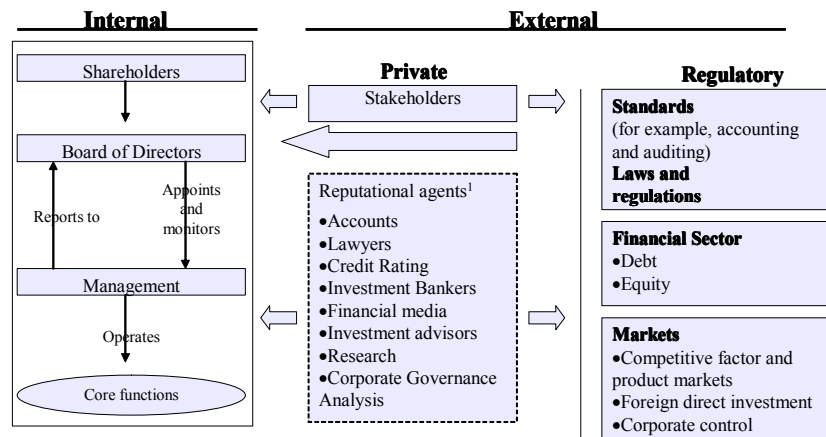 Internal
External
Shareholders
Board of Directors
Reports to
Appoints
and
monitors
Management
Operates
Core functions
Private
Stakeholders
Reputational agents¹
•Accounts
•Lawyers
•Credit Rating
•Investment Bankers
•Financial media
•Investment advisors
•Research
•Corporate Governance
Analysis
Regulatory
Standards
(for example, accounting
and auditing)
Laws and
regulations
Financial Sector
•Debt
•Equity
Markets
•Competitive factor and
product markets
•Foreign direct investment
•Corporate control